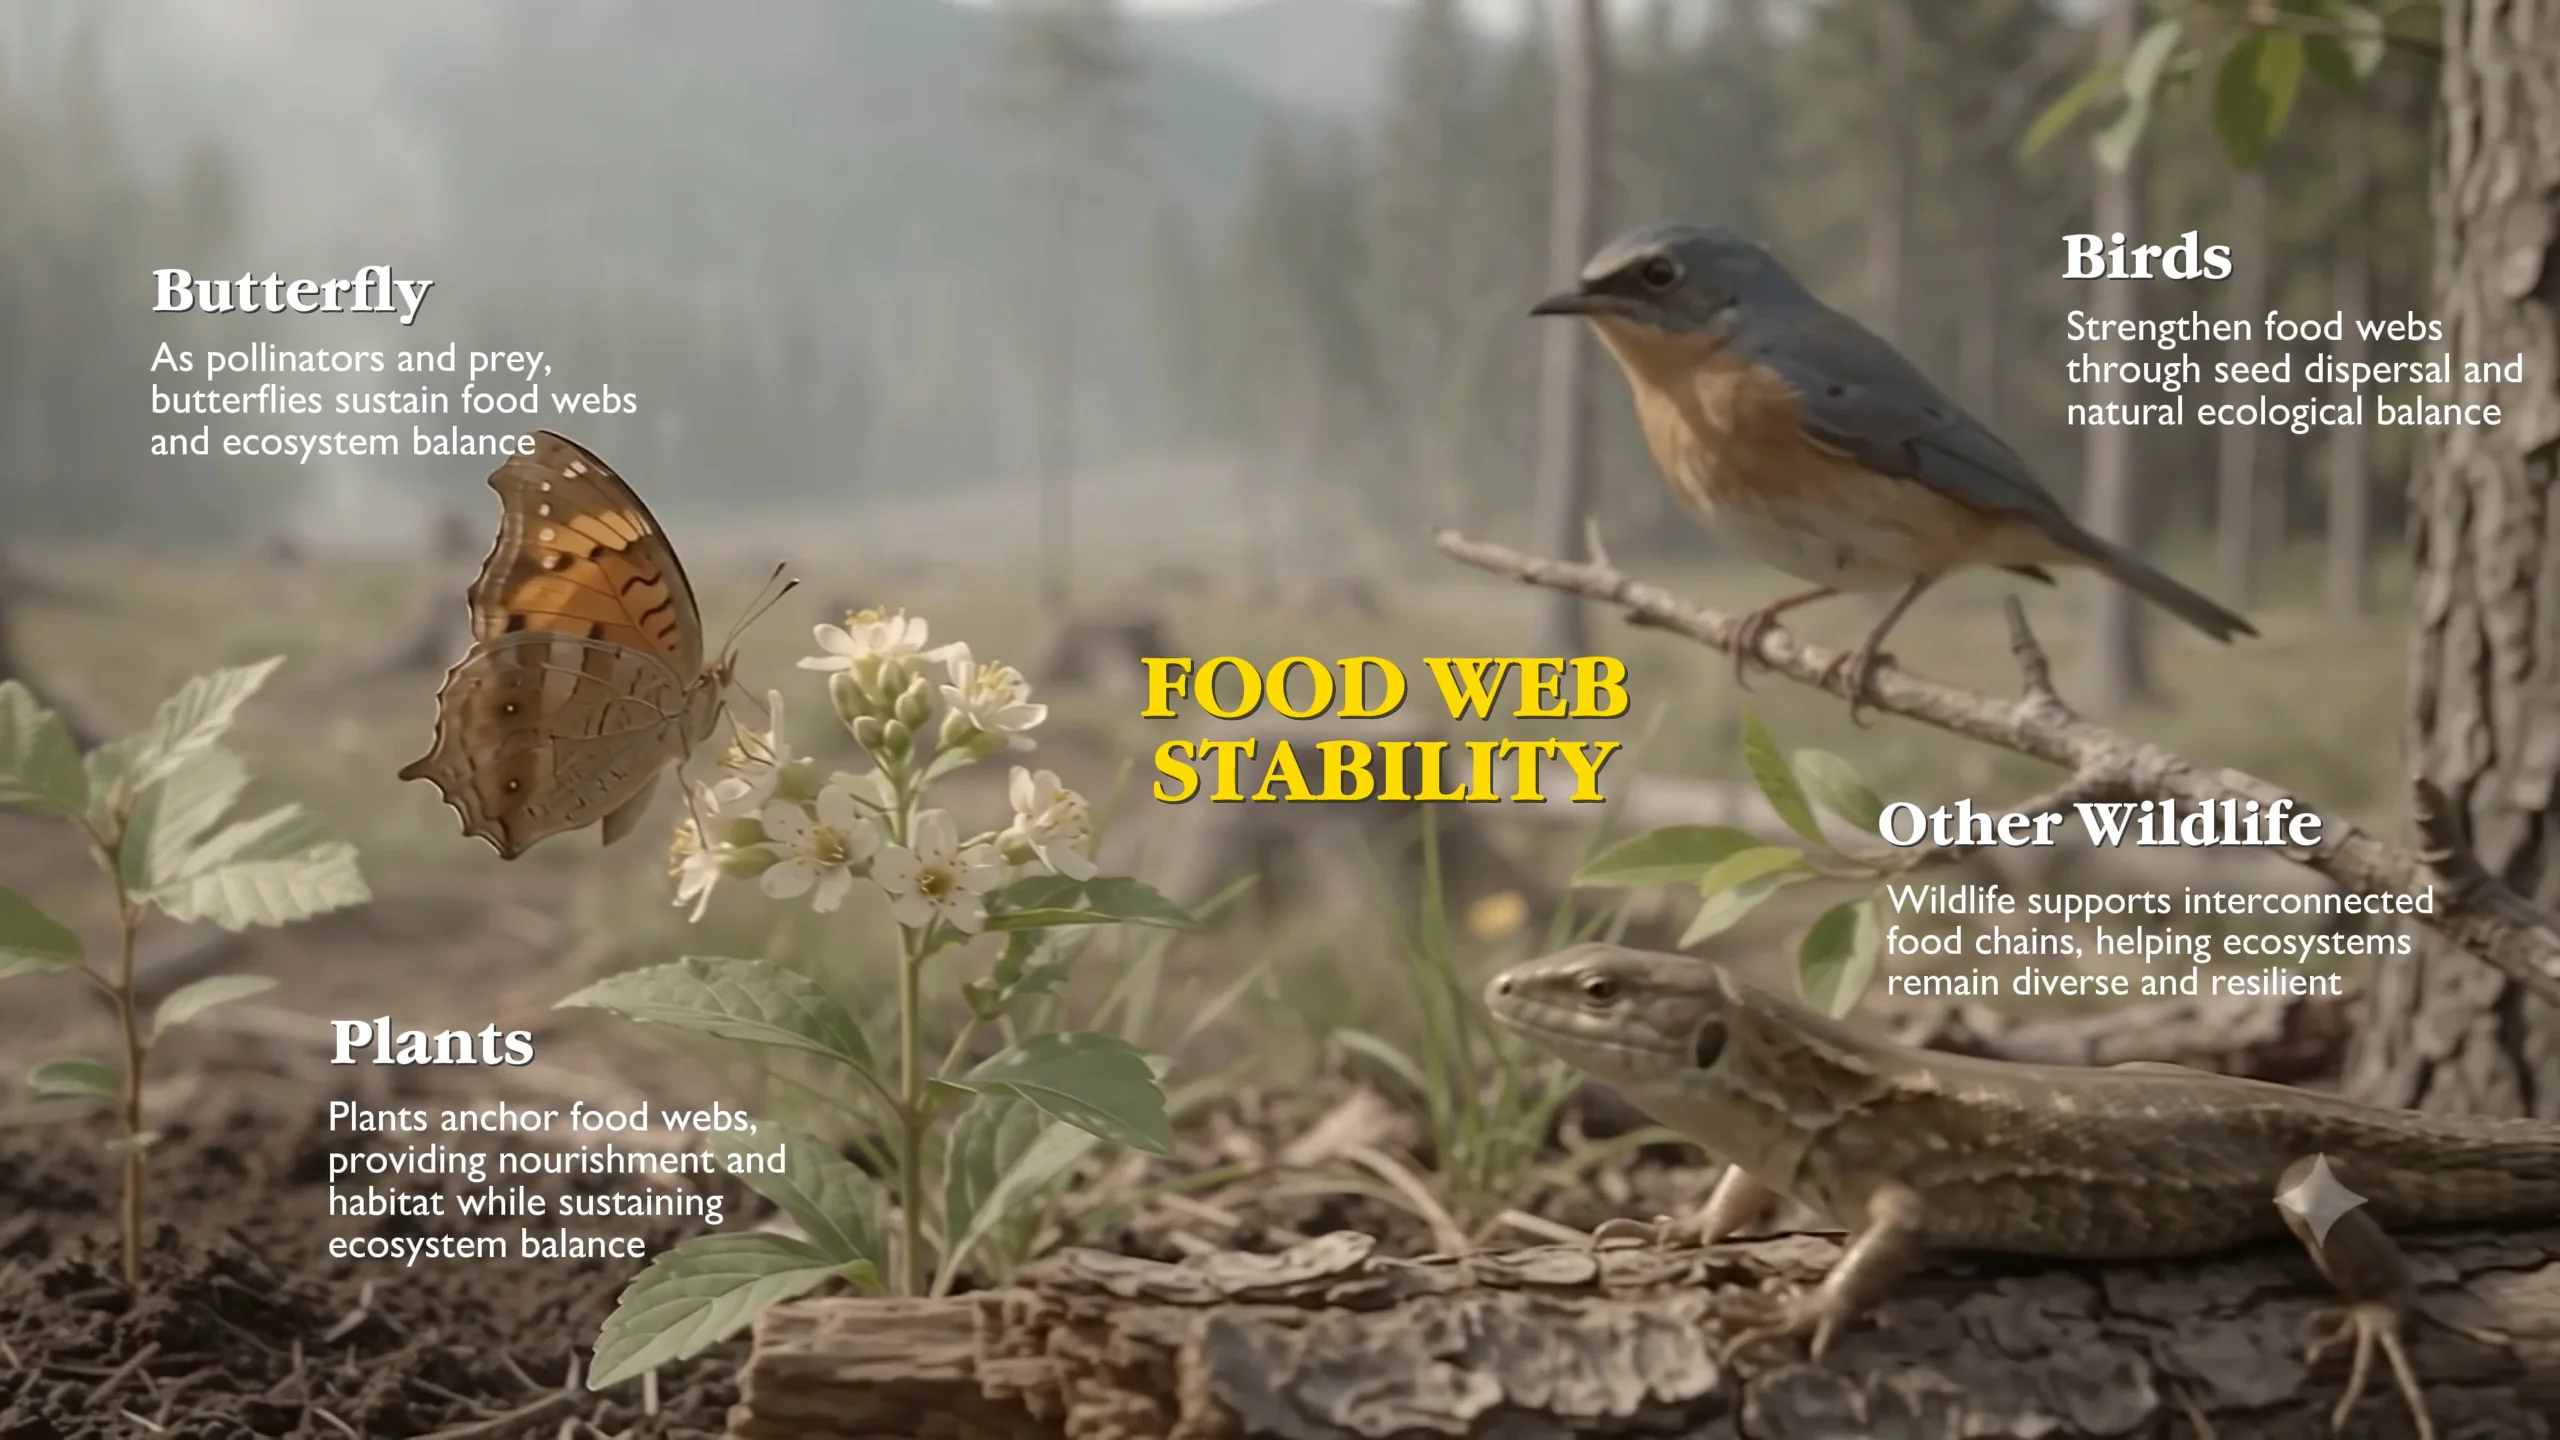 Butterfly
As pollinators and prey,
butterflies sustain food webs
and ecosystem balance
Birds
Strengthen food webs
through seed dispersal and
natural ecological balance
FOOD WEB
STABILITY
Other Wildlife
Wildlife supports interconnected
food chains, helping ecosystems
remain diverse and resilient
Plants
Plants anchor food webs,
providing nourishment and
habitat while sustaining
ecosystem balance